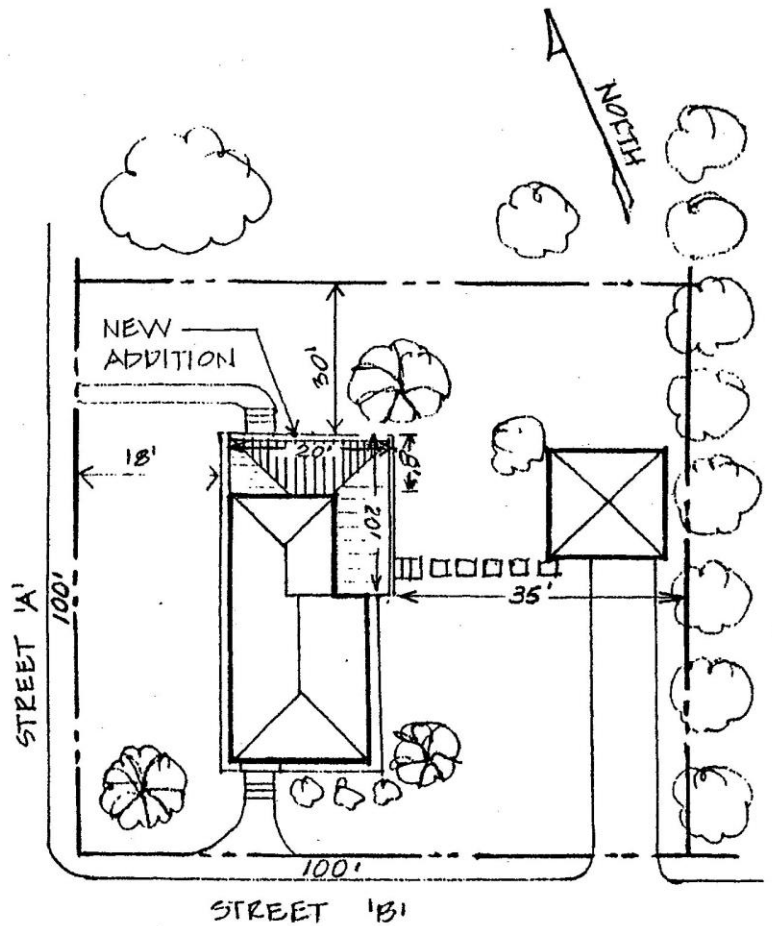 NORTH
NEW
ADDITION
30'
18'
20'
8'
20'
35'
STREET 'A'
100'
100'
STREET 'B'